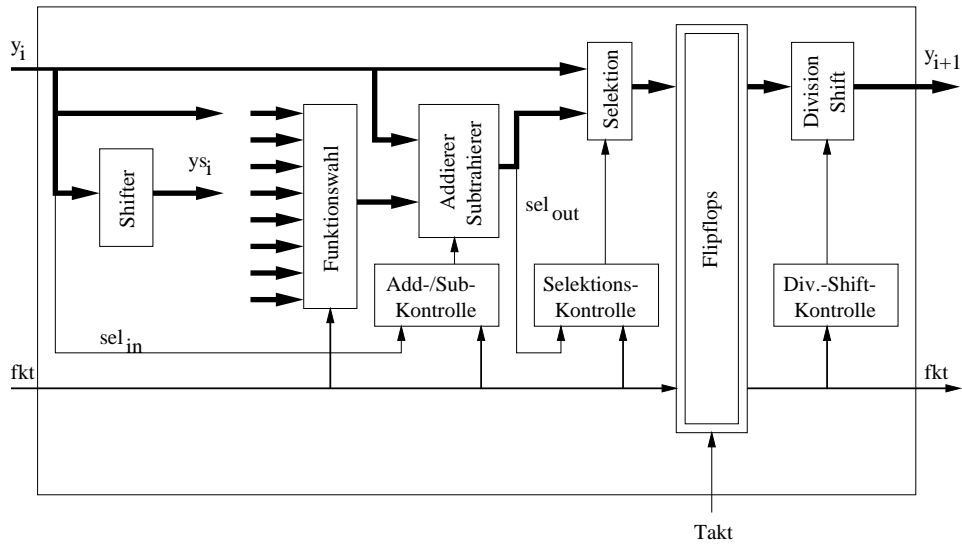 y_i
Shifter
ys_i
Funktionswahl
Addierer
Subtrahierer
Selektion
Flipflops
Division
Shift
y_{i+1}
sel_out
Add-/Sub-
Kontrolle
Selektions-
Kontrolle
Div.-Shift-
Kontrolle
sel_in
fkt
fkt
Takt